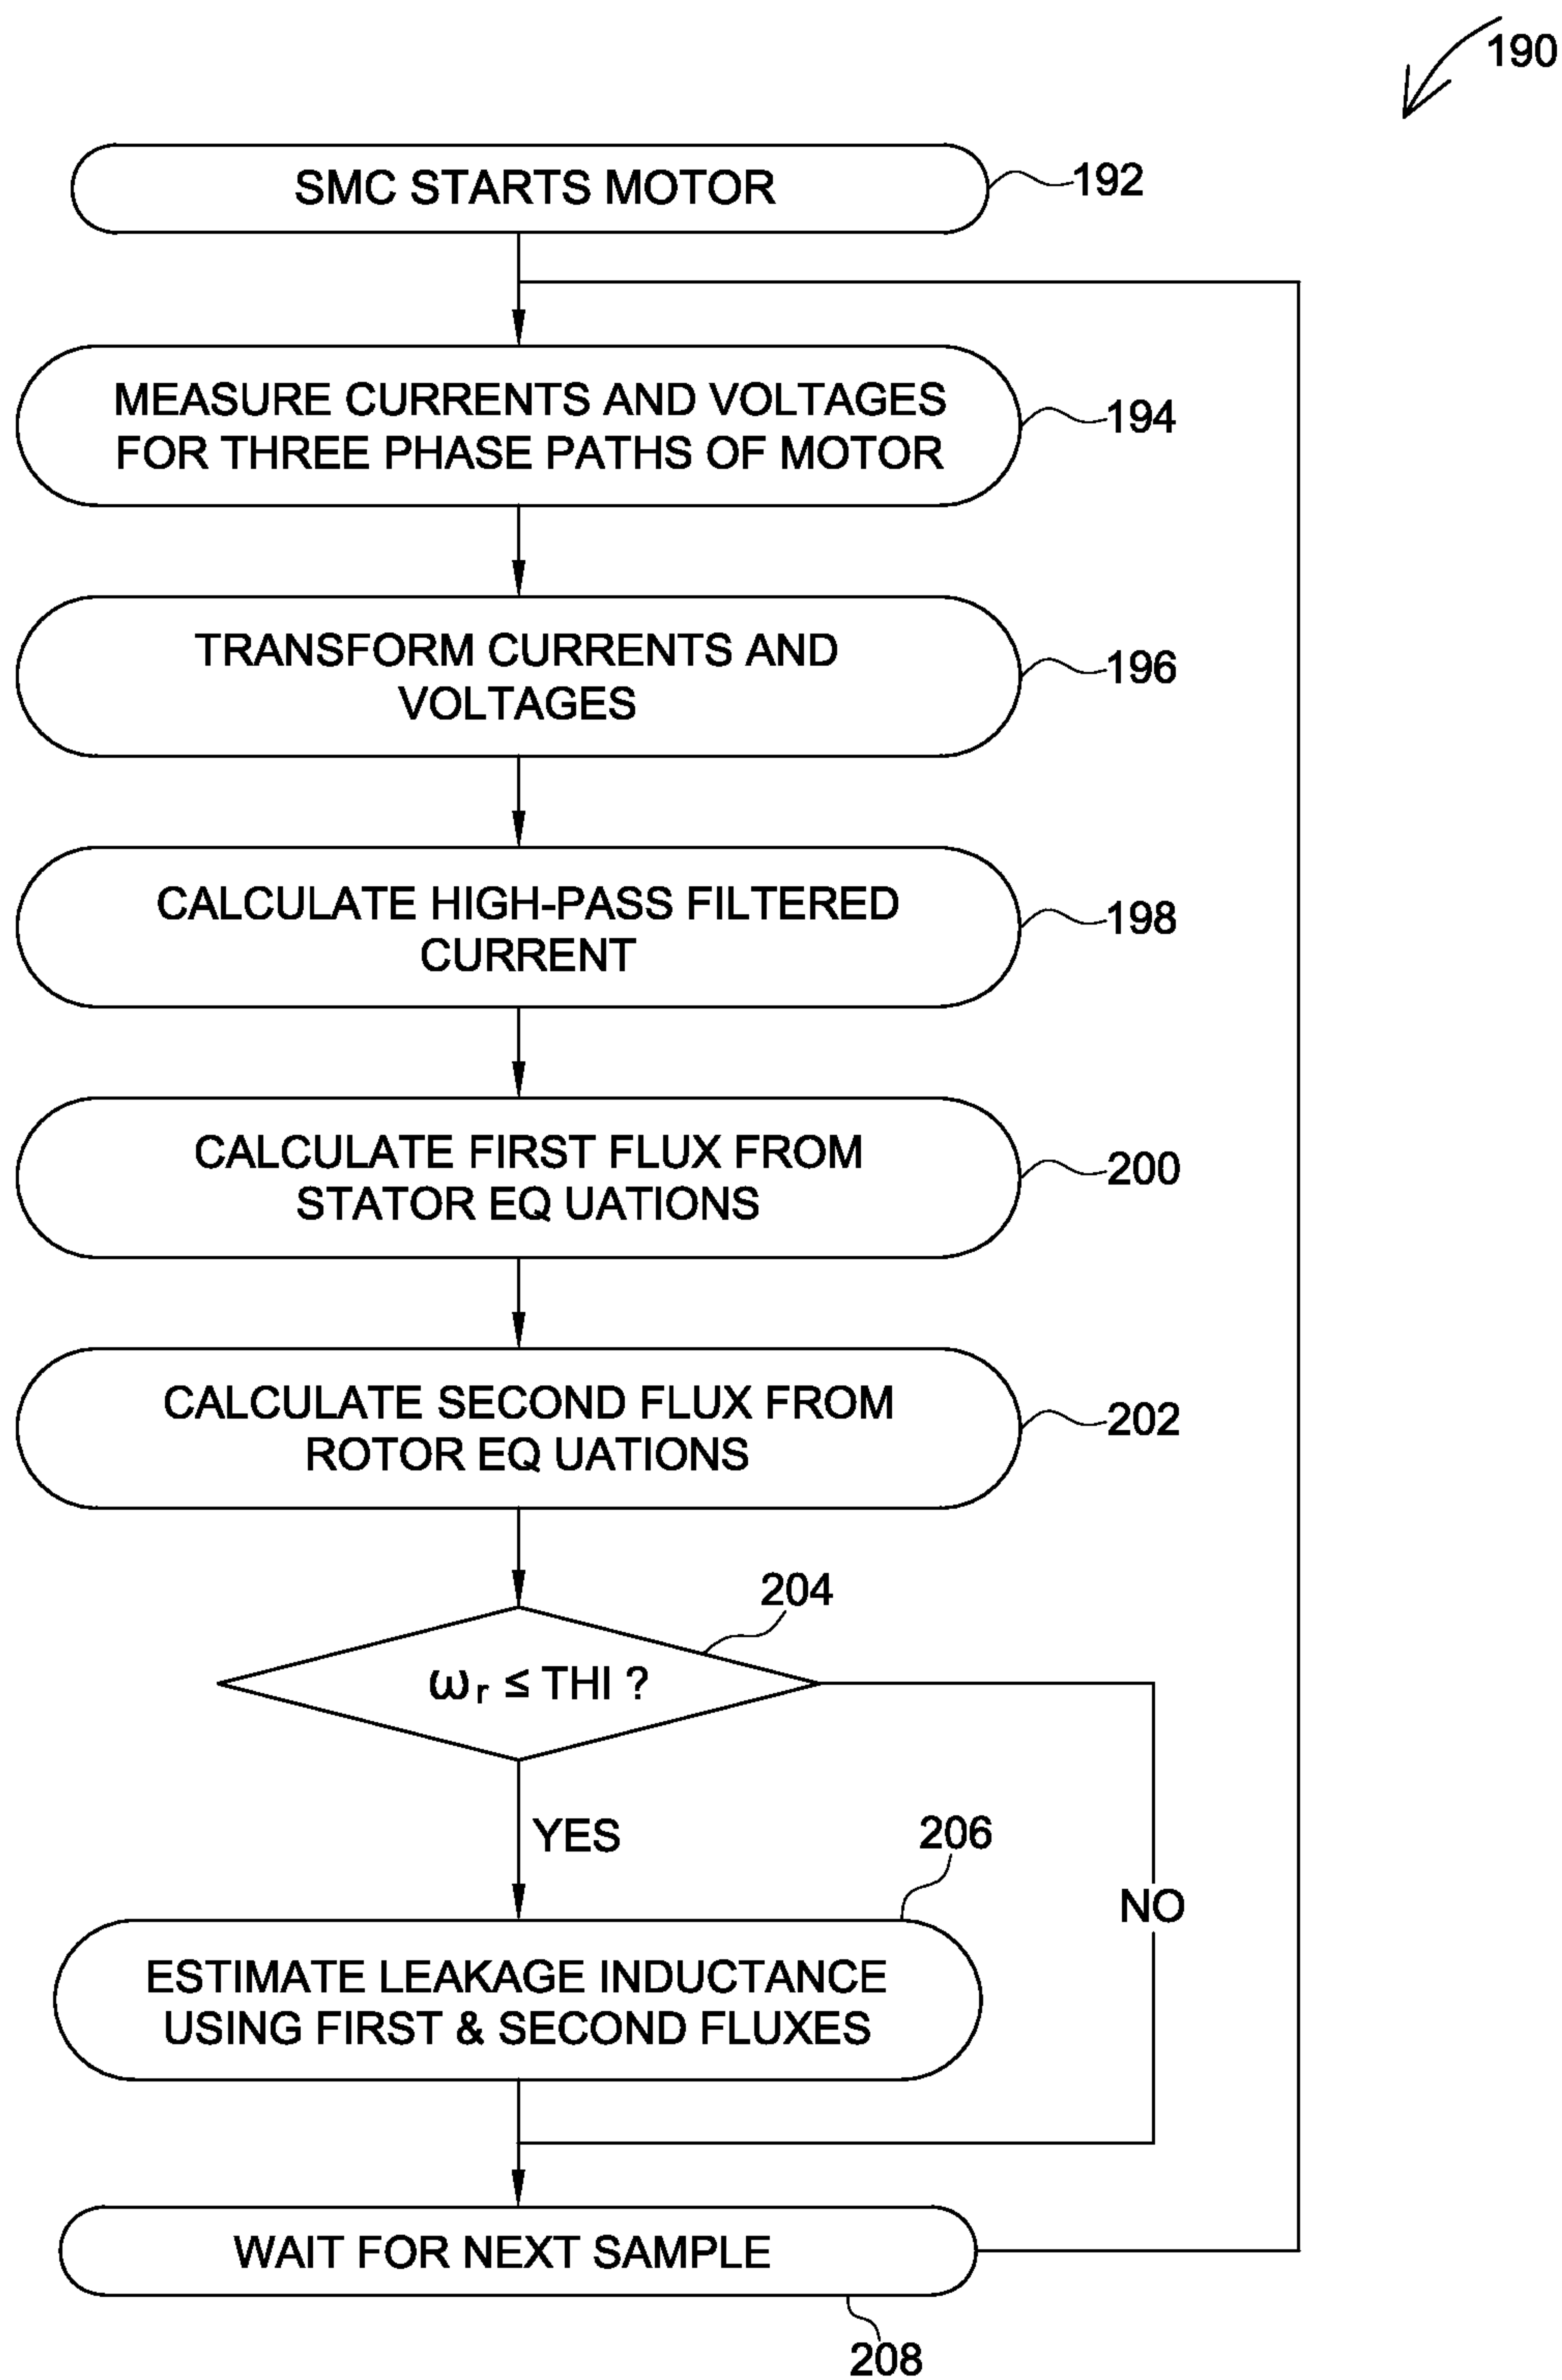 190
SMC STARTS MOTOR
192
MEASURE CURRENTS AND VOLTAGES
FOR THREE PHASE PATHS OF MOTOR
194
TRANSFORM CURRENTS AND
VOLTAGES
196
CALCULATE HIGH-PASS FILTERED
CURRENT
198
CALCULATE FIRST FLUX FROM
STATOR EQ UATIONS
200
CALCULATE SECOND FLUX FROM
ROTOR EQ UATIONS
202
204
ωr ≤ THI ?
YES
206
NO
ESTIMATE LEAKAGE INDUCTANCE
USING FIRST & SECOND FLUXES
WAIT FOR NEXT SAMPLE
208